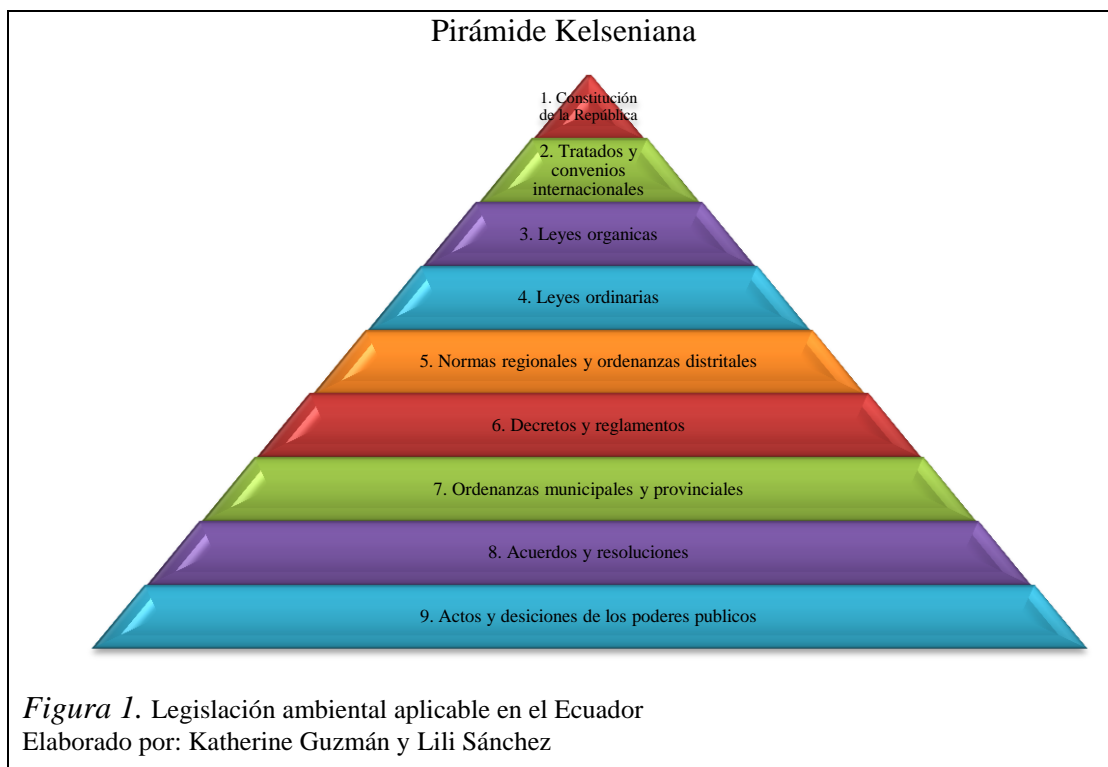 Pirámide Kelseniana
1. Constitución
de la República
2. Tratados y
convenios
internacionales
3. Leyes organicas
4. Leyes ordinarias
5. Normas regionales y ordenanzas distritales
6. Decretos y reglamentos
7. Ordenanzas municipales y provinciales
8. Acuerdos y resoluciones
9. Actos y desiciones de los poderes publicos
Figura 1. Legislación ambiental aplicable en el Ecuador
Elaborado por: Katherine Guzmán y Lili Sánchez